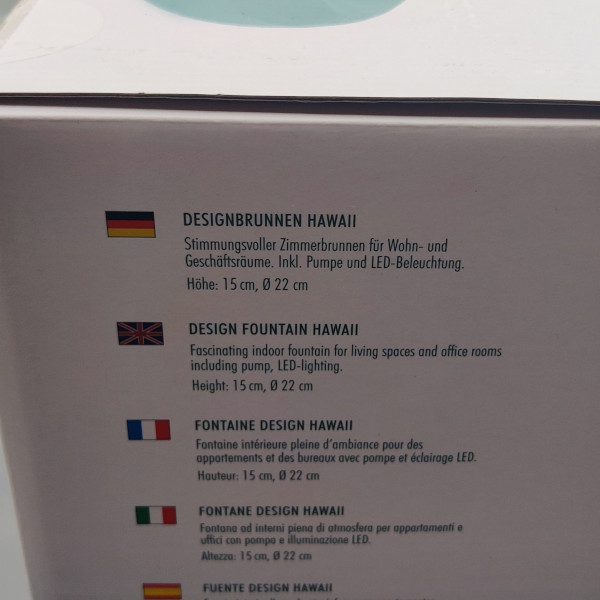 DESIGNBRUNNEN HAWAII
Stimmungsvoller Zimmerbrunnen für Wohn- und
Geschäftsräume. Inkl. Pumpe und LED-Beleuchtung.
Höhe: 15 cm, Ø 22 cm
DESIGN FOUNTAIN HAWAII
Fascinating indoor fountain for living spaces and office rooms
including pump, LED-lighting.
Height: 15 cm, Ø 22 cm
FONTAINE DESIGN HAWAII
Fontaine intérieure pleine d'ambiance pour des
appartements et des bureaux avec pompe et éclairage LED.
Hauteur: 15 cm, Ø 22 cm
FONTANE DESIGN HAWAII
Fontana ad interni piena di atmosfera per appartamenti e
uffici con pompa e illuminazione LED.
Altezza: 15 cm, Ø 22 cm
FUENTE DESIGN HAWAII